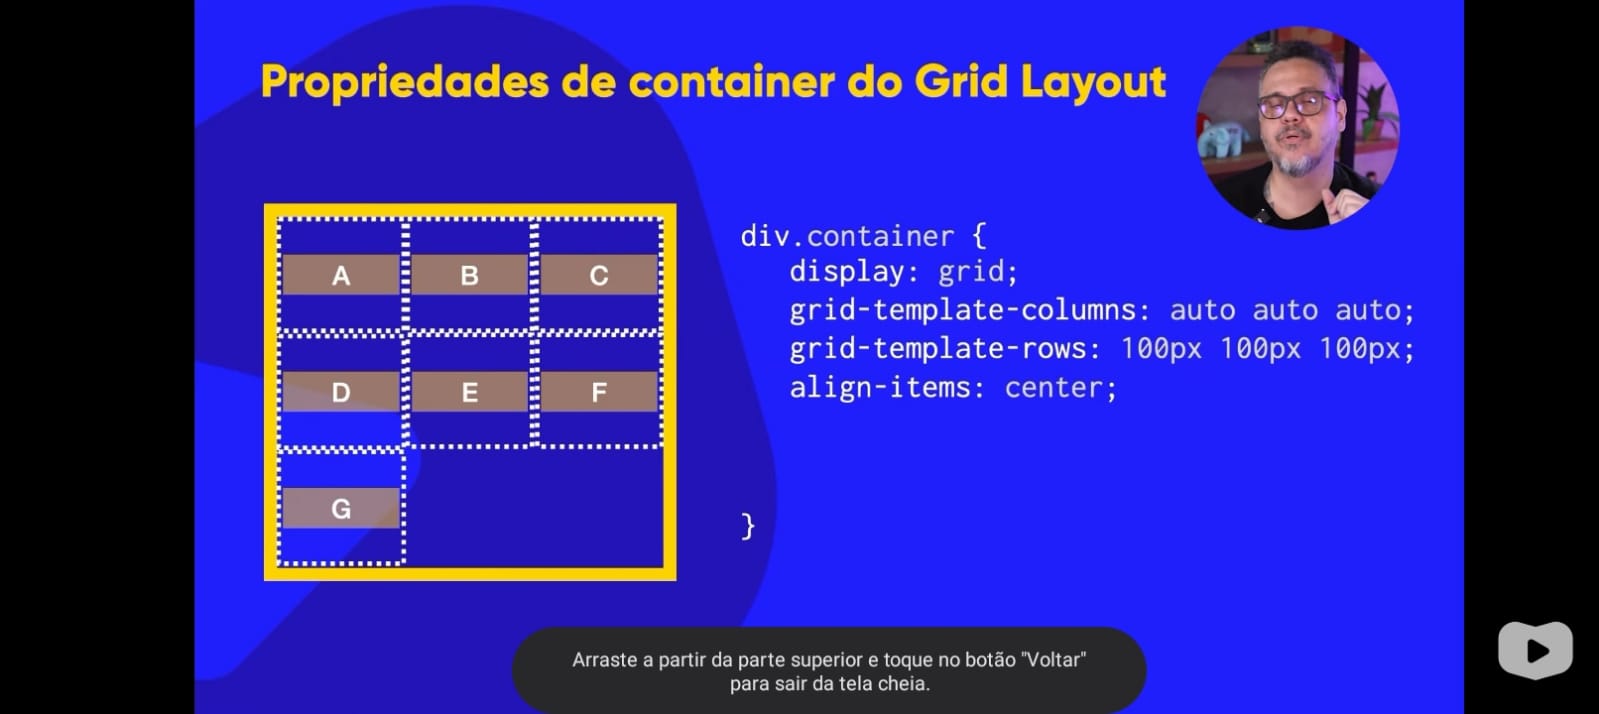 Propriedades de container do Grid Layout
A B C
D E F
G
div.container {
display: grid;
grid-template-columns: auto auto auto;
grid-template-rows: 100px 100px 100px;
align-items: center;
}
Arraste a partir da parte superior e toque no botão "Voltar"
para sair da tela cheia.